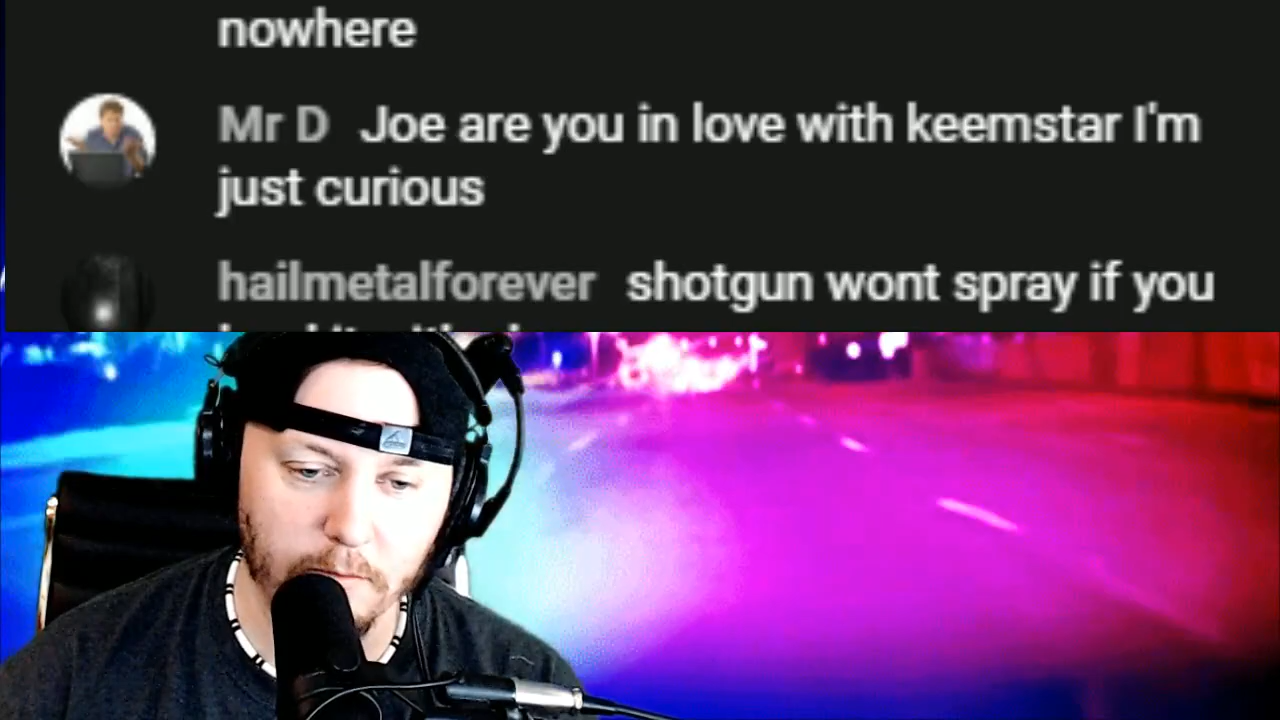 nowhere
Mr D Joe are you in love with keemstar I'm
just curious
hailmetalforever shotgun wont spray if you